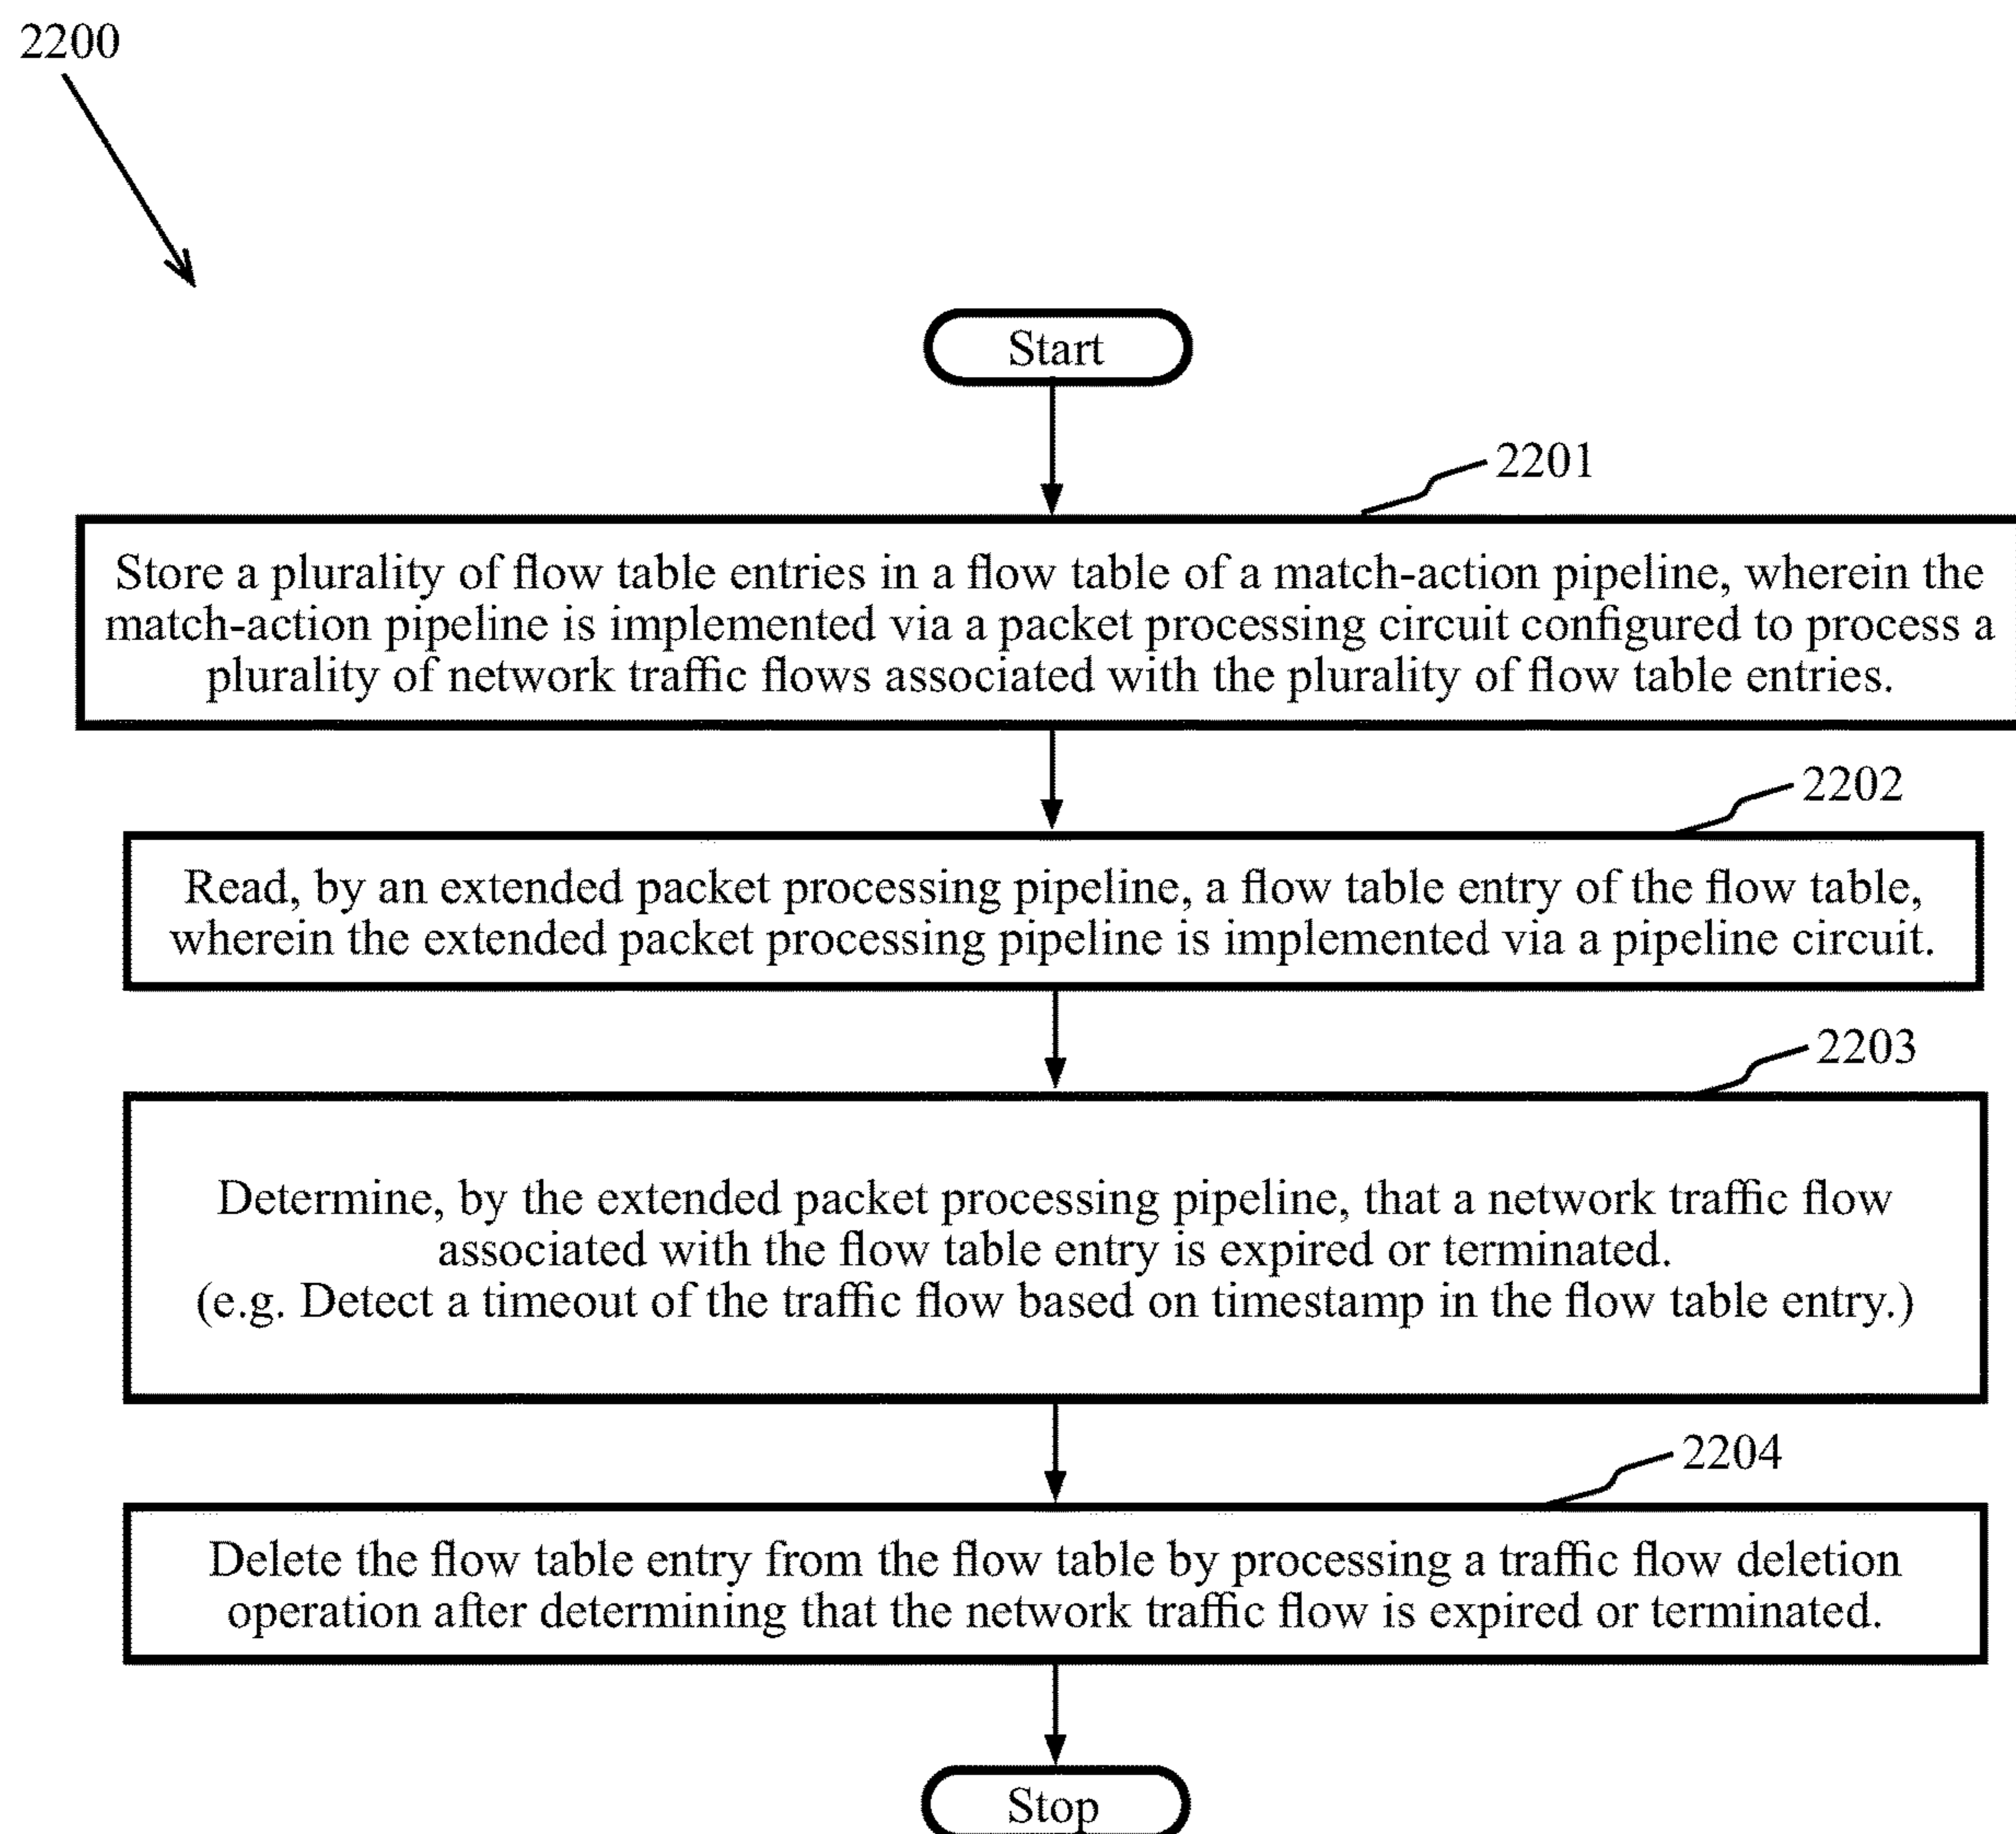 2200
Start
2201
Store a plurality of flow table entries in a flow table of a match-action pipeline, wherein the
match-action pipeline is implemented via a packet processing circuit configured to process a
plurality of network traffic flows associated with the plurality of flow table entries.
2202
Read, by an extended packet processing pipeline, a flow table entry of the flow table,
wherein the extended packet processing pipeline is implemented via a pipeline circuit.
2203
Determine, by the extended packet processing pipeline, that a network traffic flow
associated with the flow table entry is expired or terminated.
(e.g. Detect a timeout of the traffic flow based on timestamp in the flow table entry.)
2204
Delete the flow table entry from the flow table by processing a traffic flow deletion
operation after determining that the network traffic flow is expired or terminated.
Stop